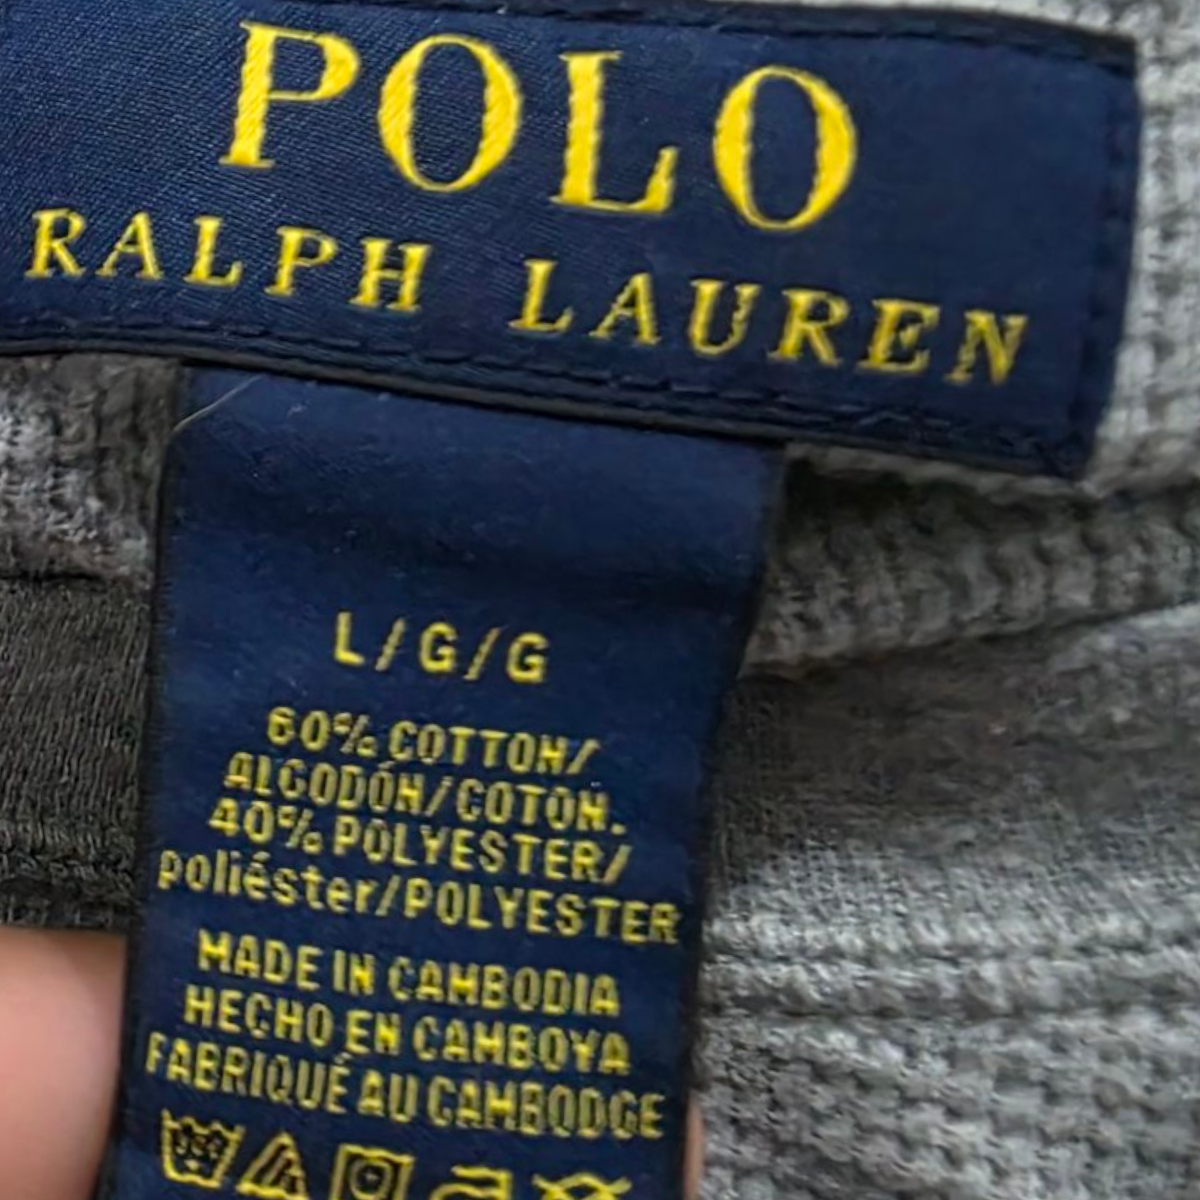 POLO
RALPH LAUREN
L/G/G
60% COTTON/
ALGODÓN/COTON.
40% POLYESTER/
poliéster/POLYESTER
MADE IN CAMBODIA
HECHO EN CAMBOYA
FABRIQUÉ AU CAMBODGE